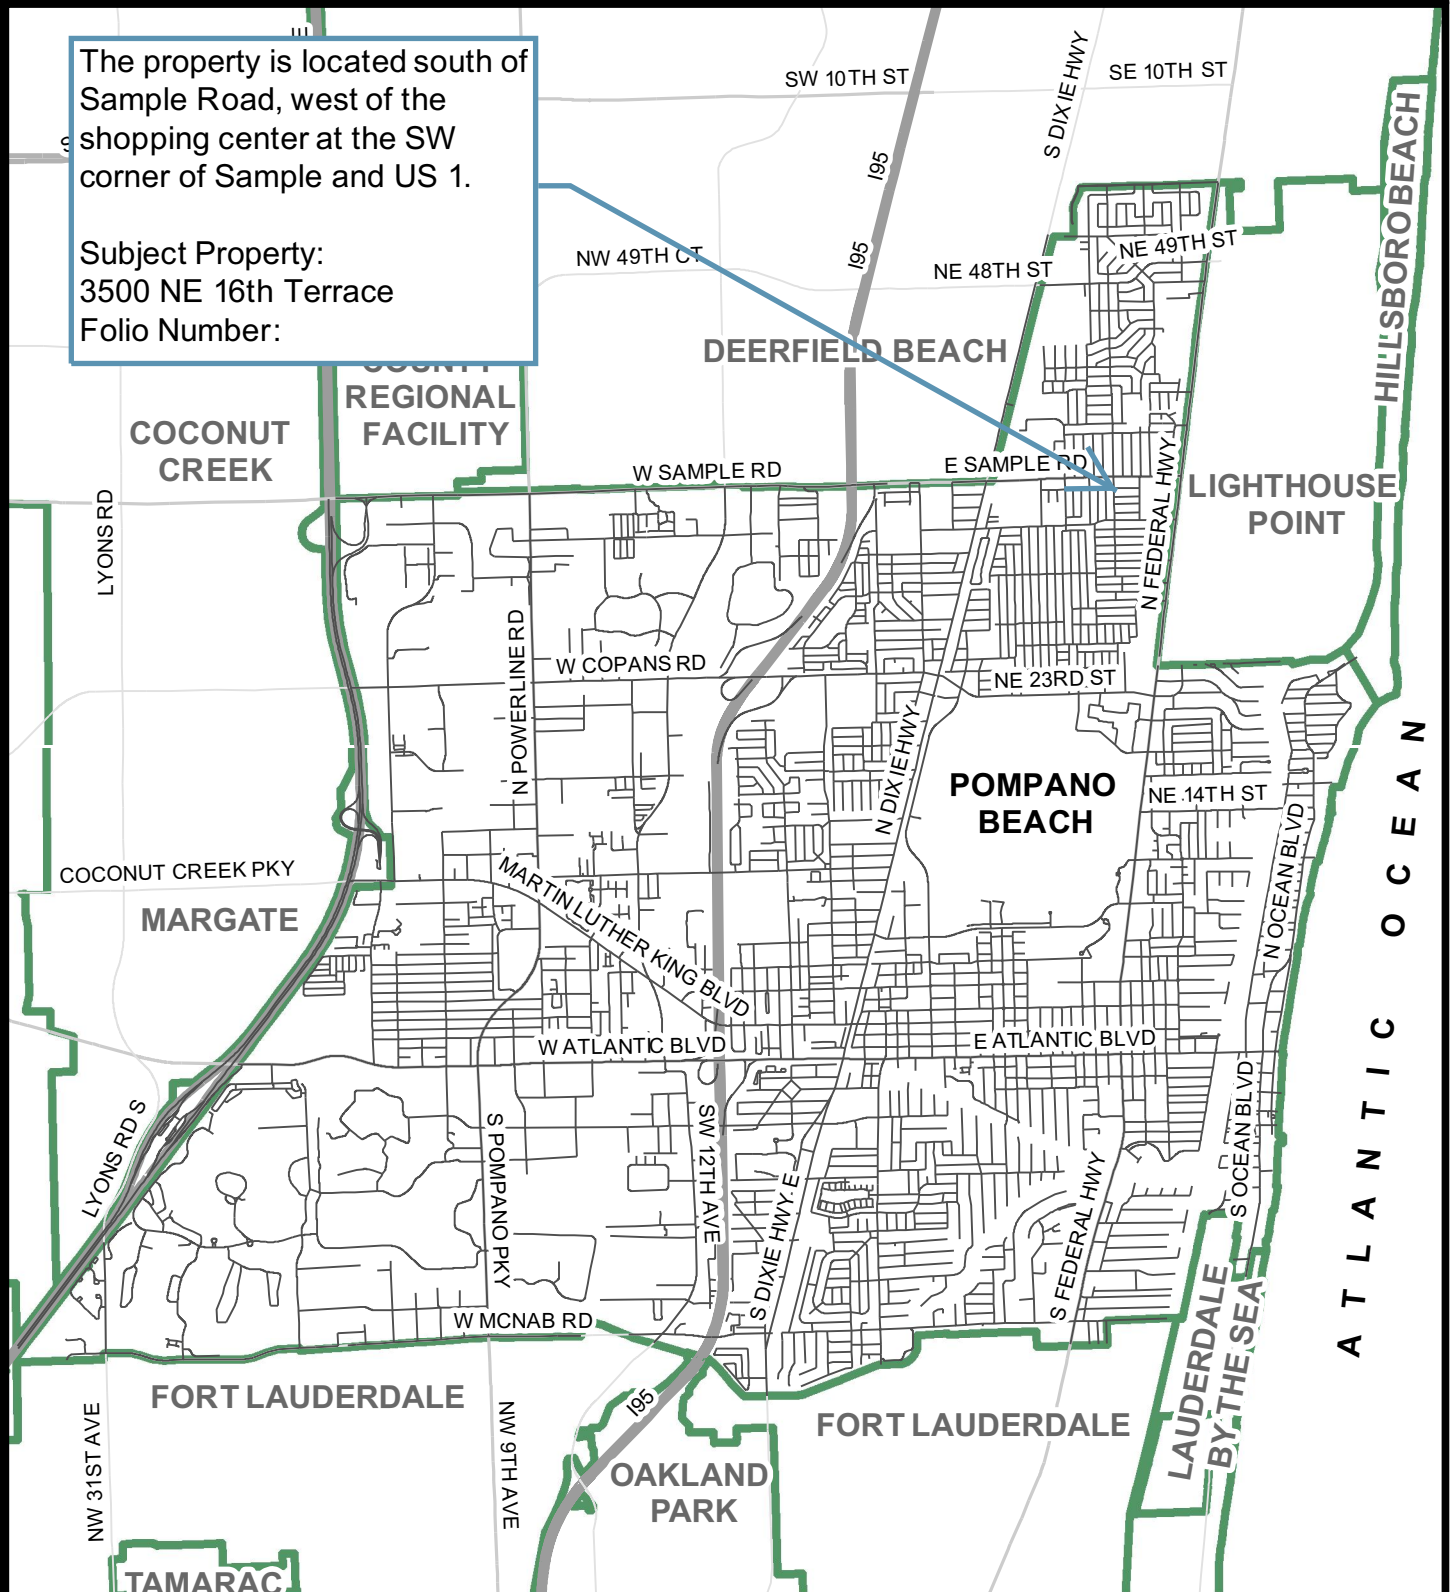 The property is located south of
Sample Road, west of the
shopping center at the SW
corner of Sample and US 1.
Subject Property:
3500 NE 16th Terrace
Folio Number:
SW 10TH ST
SE 10TH ST
S DIXIE HWY
I95
I95
HILLSBORO BEACH
NW 49TH CT
NE 49TH ST
NE 48TH ST
DEERFIELD BEACH
COUNTY
REGIONAL
FACILITY
COCONUT
CREEK
W SAMPLE RD
E SAMPLE RD
LYONS RD
N FEDERAL HWY
LIGHTHOUSE
POINT
N POWERLINE RD
W COPANS RD
NE 23RD ST
N DIXIE HWY
POMPANO
BEACH
NE 14TH ST
ATLANTIC OCEAN
COCONUT CREEK PKY
MARTIN LUTHER KING BLVD
N OCEAN BLVD
MARGATE
W ATLANTIC BLVD
E ATLANTIC BLVD
LYONS RD S
S POMPANO PKY
SW 12TH AVE
S DIXIE HWY E
S FEDERAL HWY
S OCEAN BLVD
W MCNAB RD
LAUDERDALE
BY THE SEA
FORT LAUDERDALE
I95
FORT LAUDERDALE
NW 31ST AVE
NW 9TH AVE
OAKLAND
PARK
TAMARAC